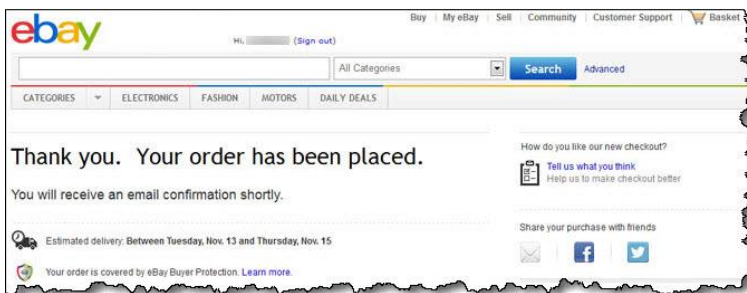 ebay
Buy My eBay Sell Community Customer Support Basket
Hi, (Sign out)
All Categories Search Advanced
CATEGORIES ELECTRONICS FASHION MOTORS DAILY DEALS
Thank you. Your order has been placed.
You will receive an email confirmation shortly.
Estimated delivery: Between Tuesday, Nov. 13 and Thursday, Nov. 15
Your order is covered by eBay Buyer Protection. Learn more.
How do you like our new checkout?
Tell us what you think
Help us to make checkout better
Share your purchase with friends